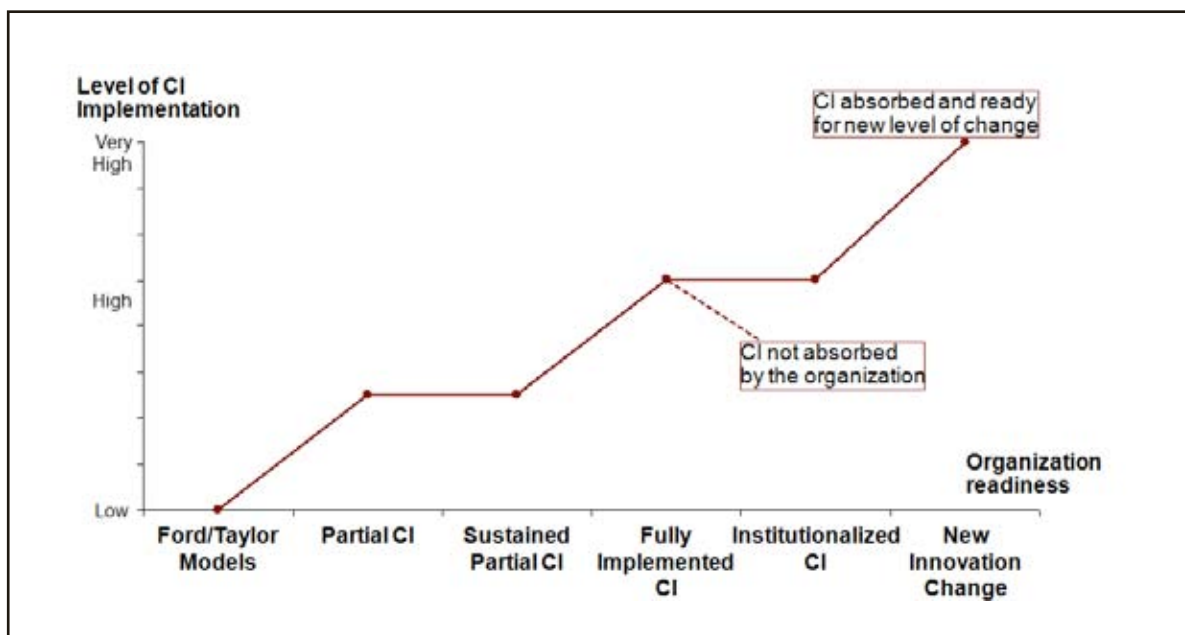 Level of CI
Implementation
CI absorbed and ready
for new level of change
Very
High
High
CI not absorbed
by the organization
Organization
readiness
Low
Ford/Taylor
Models
Partial CI
Sustained
Partial CI
Fully
Implemented
CI
Institutionalized
CI
New
Innovation
Change